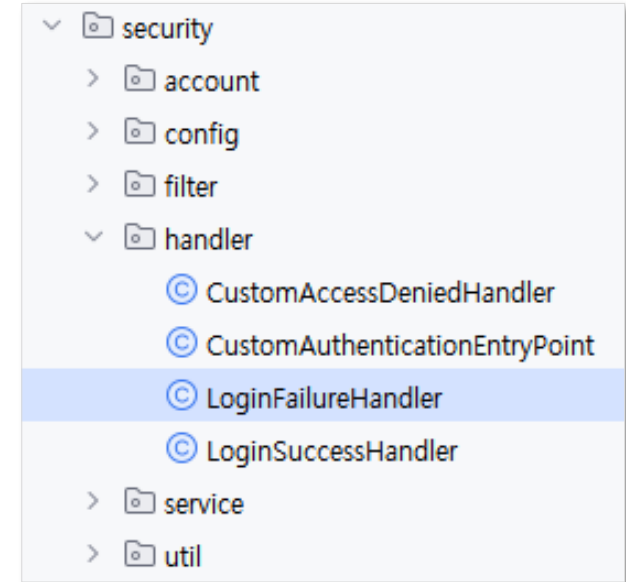 security
account
config
filter
handler
CustomAccessDeniedHandler
CustomAuthenticationEntryPoint
LoginFailureHandler
LoginSuccessHandler
service
util